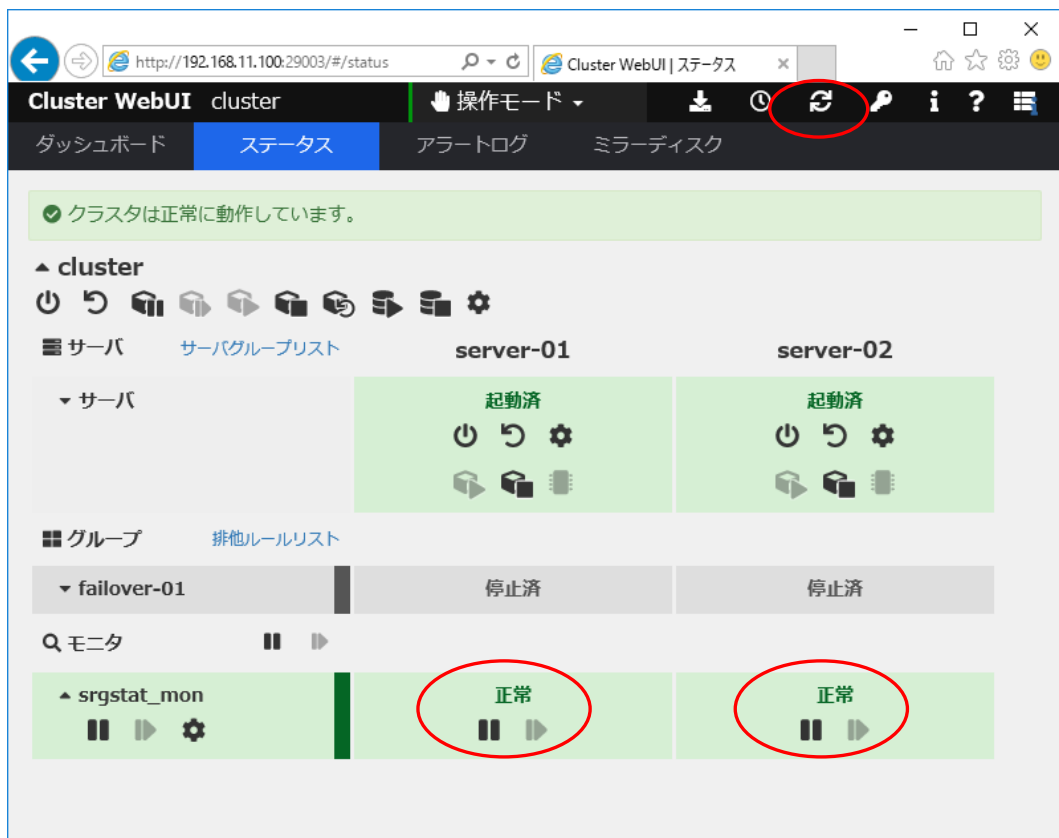 http://192.168.11.100:29003/#/status
Cluster WebUI | ステータス
Cluster WebUI cluster 操作モード
ダッシュボード ステータス アラートログ ミラーディスク
クラスタは正常に動作しています。
cluster
サーバ サーバグループリスト server-01 server-02
サーバ 起動済 起動済
グループ 排他ルールリスト
failover-01 停止済 停止済
モニタ
srgstat_mon 正常 正常